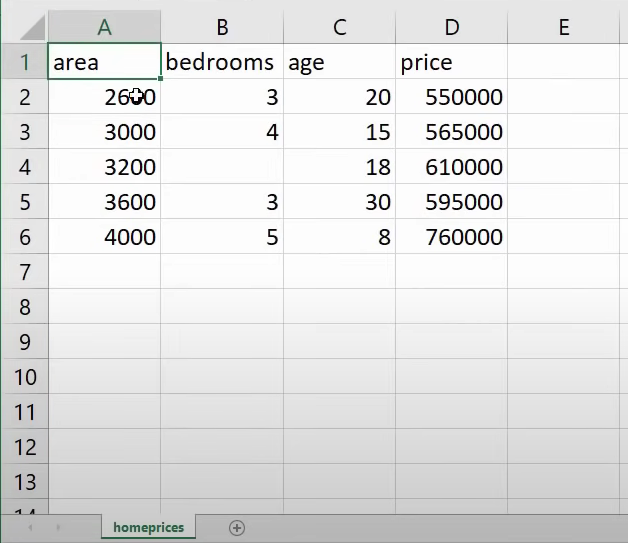 A B C D E
1 area bedrooms age price
2 2600 3 20 550000
3 3000 4 15 565000
4 3200 18 610000
5 3600 3 30 595000
6 4000 5 8 760000
7
8
9
10
11
12
13
14
homeprices